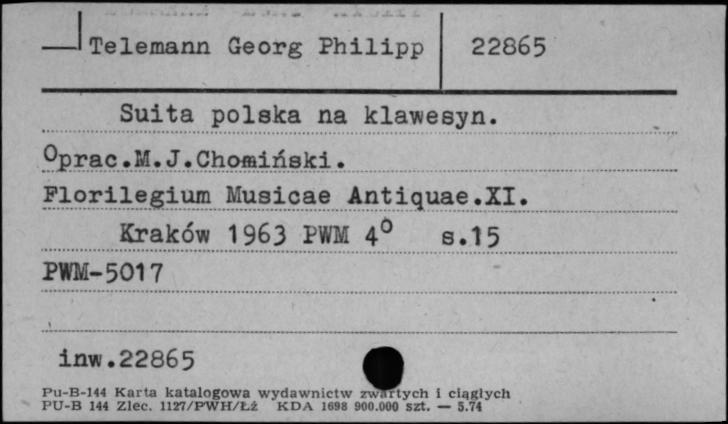 Telemann Georg Philipp 22865
Suita polska na klawesyn.
Oprac.M.J.Chomiński.
Florilegium Musicae Antiquae.XI.
Kraków 1963 PWM 4° s.15
PWM-5017
inw.22865
Pu-B-144 Karta katalogowa wydawnictw zwartych i ciągłych
PU-B 144 Zlec. 1127/PWH/Łż KDA 1698 900.000 szt. — 5.74